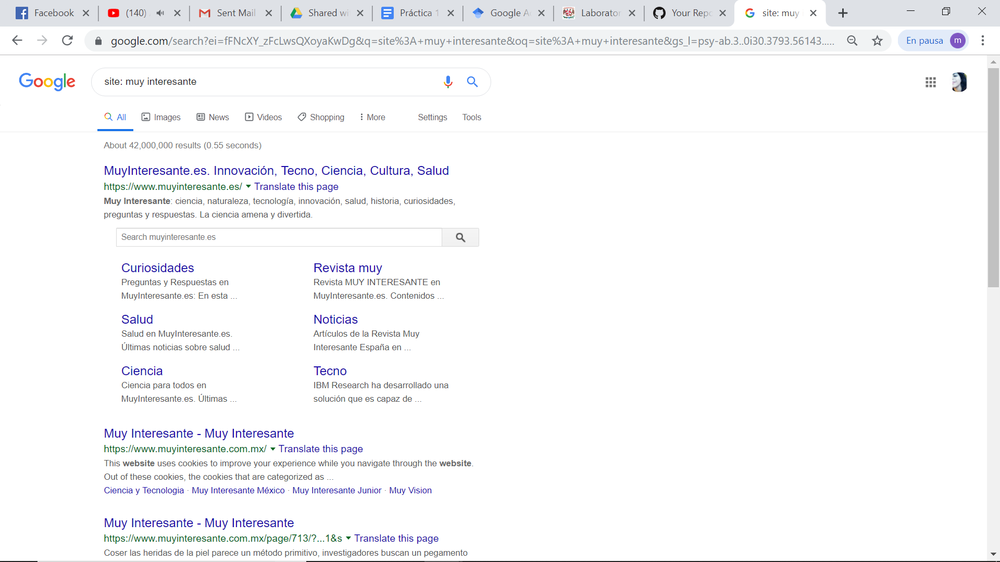 Facebook
(140)
Sent Mail
Shared wi
Práctica 1
Google Ac
Laborator
Your Repo
site: muy
google.com/search?ei=fFNcXY_zFcLwsQXoyaKwDg&q=site%3A+muy+interesante&oq=site%3A+muy+interesante&gs_l=psy-ab.3..0i30.3793.56143.....
En pausa
m
Google
site: muy interesante
All
Images
News
Videos
Shopping
More
Settings
Tools
About 42,000,000 results (0.55 seconds)
MuyInteresante.es. Innovación, Tecno, Ciencia, Cultura, Salud
https://www.muyinteresante.es/ Translate this page
Muy Interesante: ciencia, naturaleza, tecnología, innovación, salud, historia, curiosidades,
preguntas y respuestas. La ciencia amena y divertida.
Search muyinteresante.es
Curiosidades
Preguntas y Respuestas en
MuyInteresante.es: En esta ...
Revista muy
Revista MUY INTERESANTE en
MuyInteresante.es. Contenidos ...
Salud
Salud en MuyInteresante.es.
Últimas noticias sobre salud ...
Noticias
Artículos de la Revista Muy
Interesante España en ...
Ciencia
Ciencia para todos en
MuyInteresante.es. Últimas ...
Tecno
IBM Research ha desarrollado una
solución que es capaz de ...
Muy Interesante - Muy Interesante
https://www.muyinteresante.com.mx/ Translate this page
This website uses cookies to improve your experience while you navigate through the website.
Out of these cookies, the cookies that are categorized as ...
Ciencia y Tecnologia · Muy Interesante México · Muy Interesante Junior · Muy Vision
Muy Interesante - Muy Interesante
https://www.muyinteresante.com.mx/page/713/?...1&s Translate this page
Coser las heridas de la piel parece un método primitivo, investigadores buscan un pegamento